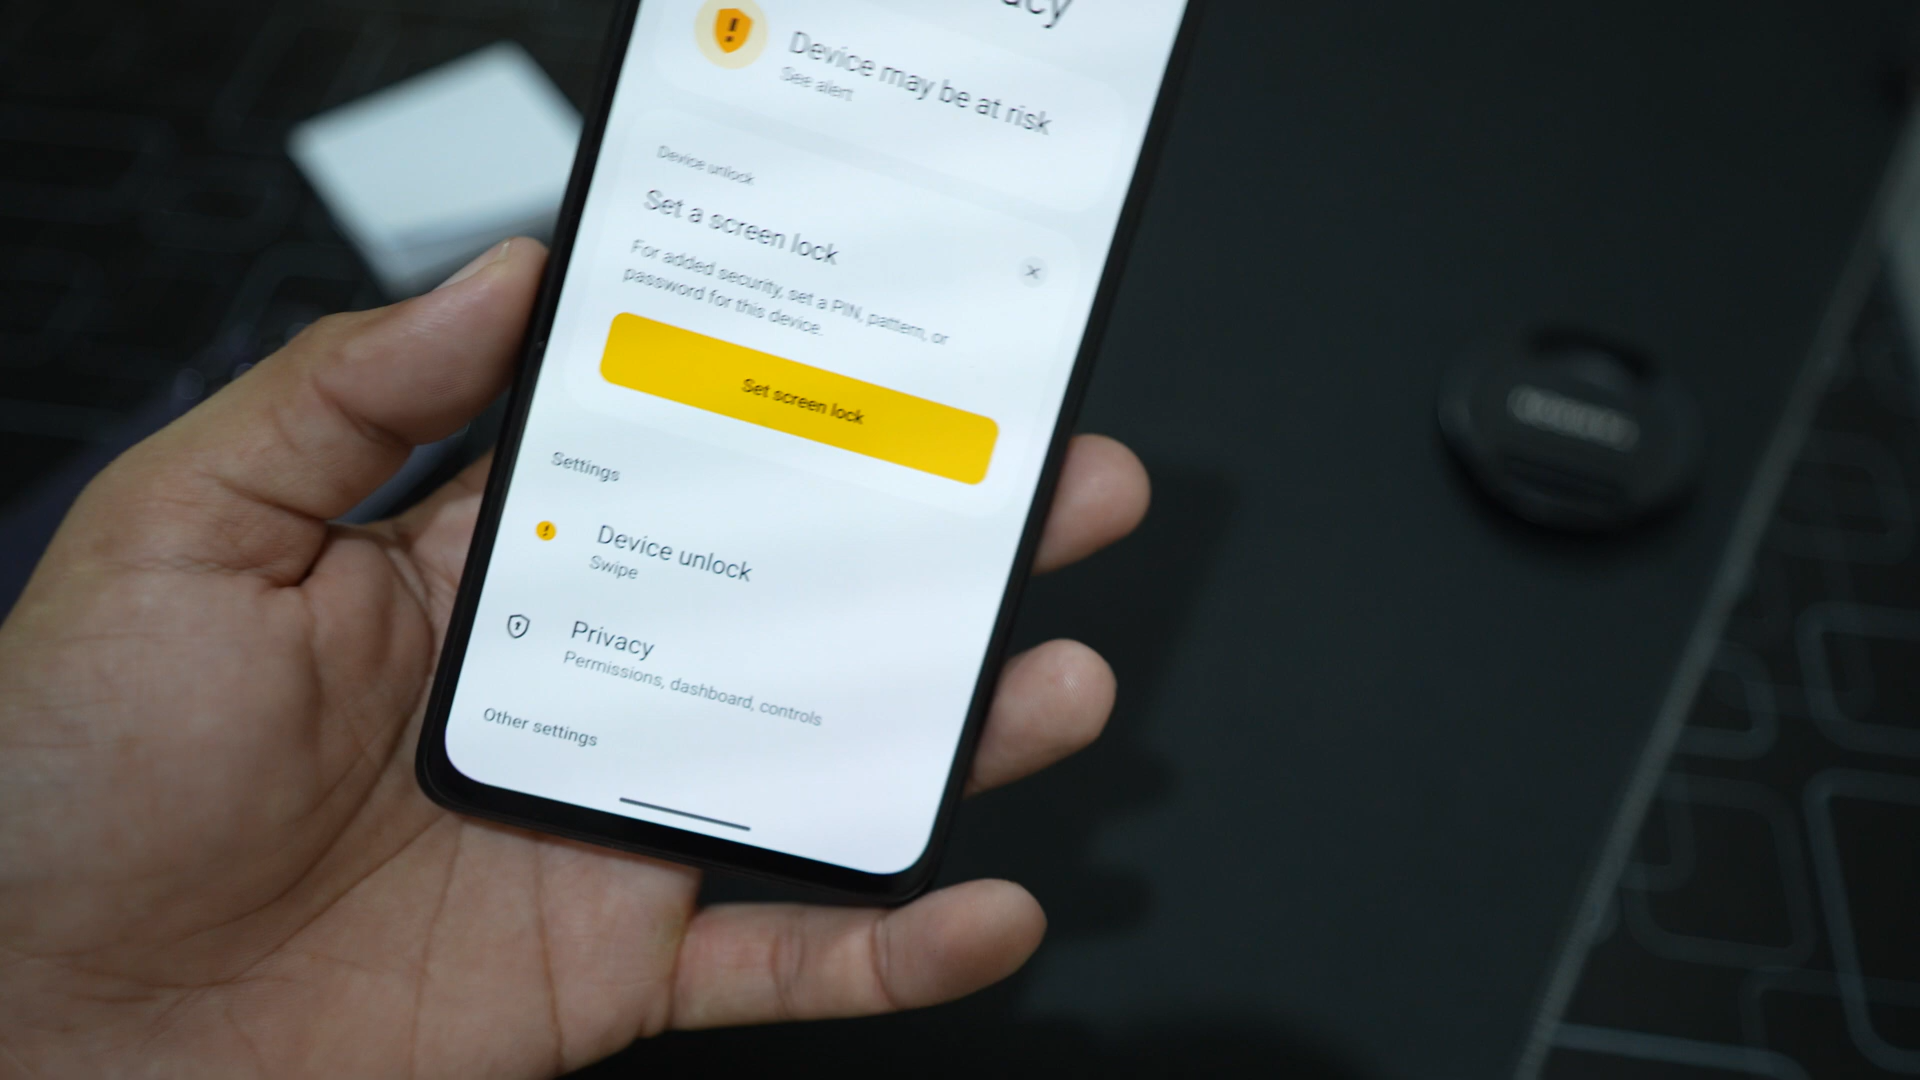 Device may be at risk
See alert
Device unlock
Set a screen lock
For added security, set a PIN, pattern, or
password for this device.
Set screen lock
Settings
Device unlock
Swipe
Privacy
Permissions, dashboard, controls
Other settings